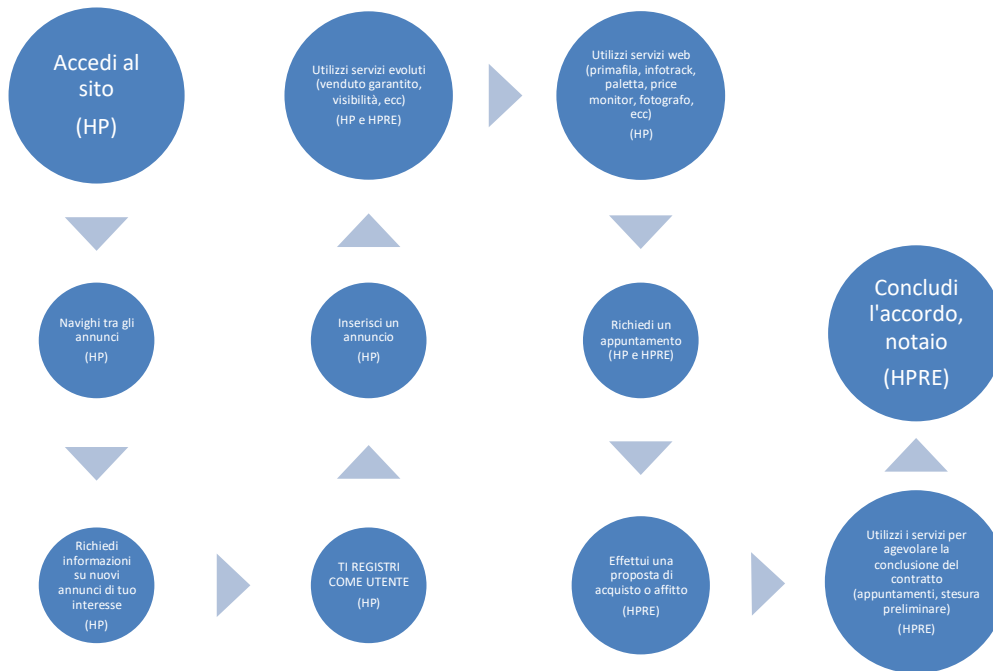 Accedi al
sito
(HP)
Navighi tra gli
annunci
(HP)
Richiedi
informazioni
su nuovi
annunci di tuo
interesse
(HP)
TI REGISTRI
COME UTENTE
(HP)
Inserisci un
annuncio
(HP)
Utilizzi servizi evoluti
(venduto garantito,
visibilità, ecc)
(HP e HPRE)
Utilizzi servizi web
(primafila, infotrack,
paletta, price
monitor, fotografo,
ecc)
(HP)
Richiedi un
appuntamento
(HP e HPRE)
Effettui una
proposta di
acquisto o affitto
(HPRE)
Utilizzi i servizi per
agevolare la
conclusione del
contratto
(appuntamenti, stesura
preliminare)
(HPRE)
Concludi
l'accordo,
notaio
(HPRE)